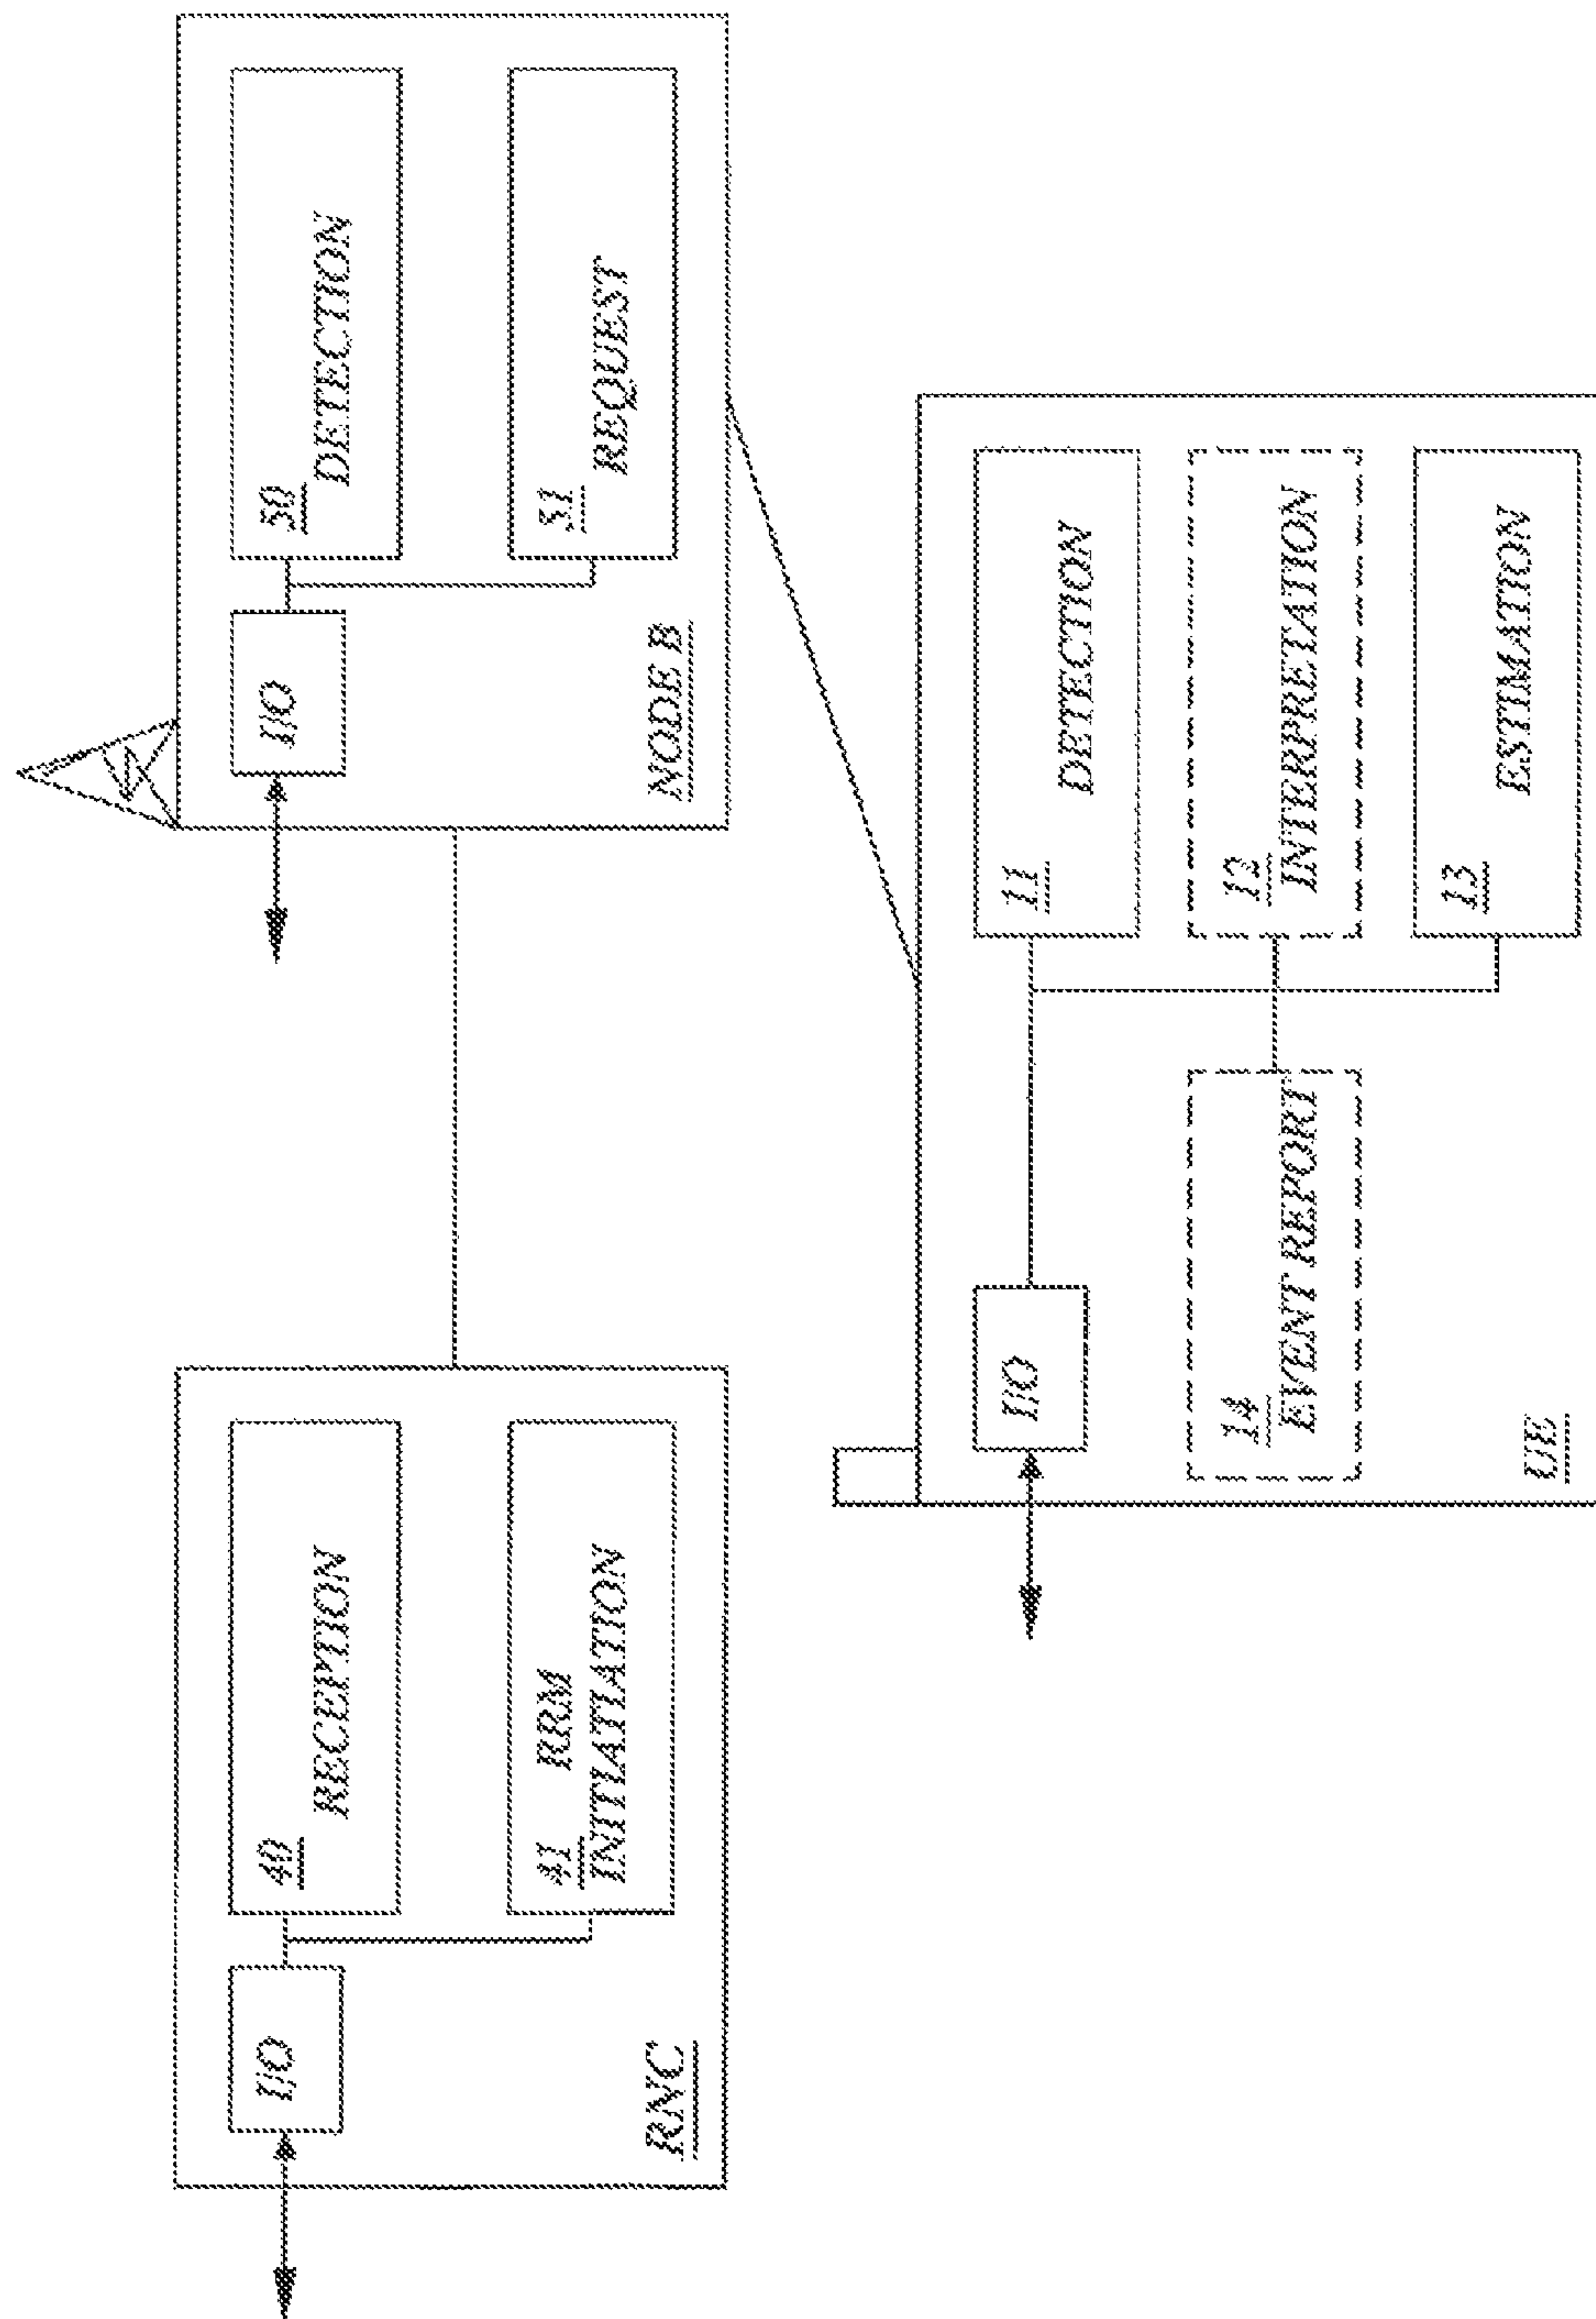 I/O
40
RECEPTION
41 RRM
INITIATIATION
RNC
I/O
50
DETECTION
51
REQUEST
NODE B
I/O
11
DETECTION
14
EVENT REPORT
12
INTERPRETATION
13
ESTIMATION
UE